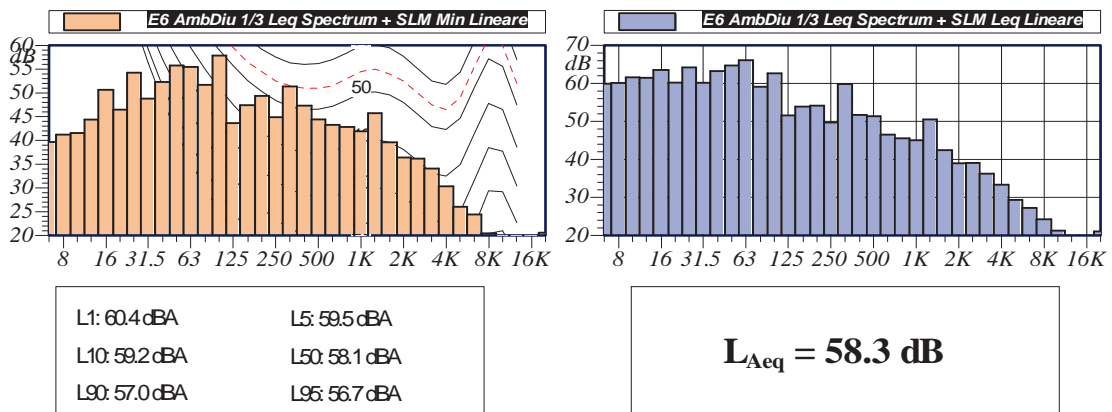 E6 AmbDiu 1/3 Leq Spectrum + SLM Min Lineare
60
dB
55
50
45
40
35
30
25
20
50
8 16 31.5 63 125 250 500 1K 2K 4K 8K 16K
E6 AmbDiu 1/3 Leq Spectrum + SLM Leq Lineare
70
dB
60
50
40
30
20
8 16 31.5 63 125 250 500 1K 2K 4K 8K 16K
L1: 60.4 dBA L5: 59.5 dBA
L10: 59.2 dBA L50: 58.1 dBA
L90: 57.0 dBA L95: 56.7 dBA
LAeq = 58.3 dB